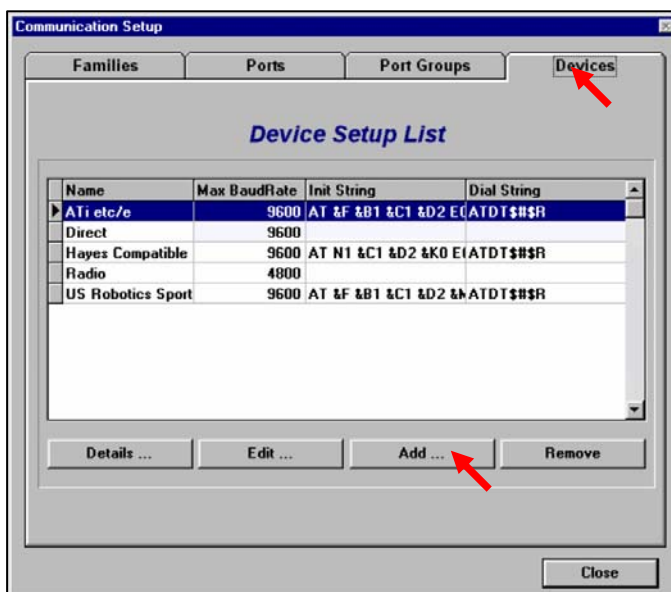 Communication Setup
Families Ports Port Groups Devices
Device Setup List
Name Max BaudRate Init String Dial String
ATi etc/e 9600 AT &F &B1 &C1 &D2 ATDT$#$R
Direct 9600
Hayes Compatible 9600 AT N1 &C1 &D2 &K0 ATDT$#$R
Radio 4800
US Robotics Sport 9600 AT &F &B1 &C1 &D2 ATDT$#$R
Details ... Edit ... Add ... Remove
Close